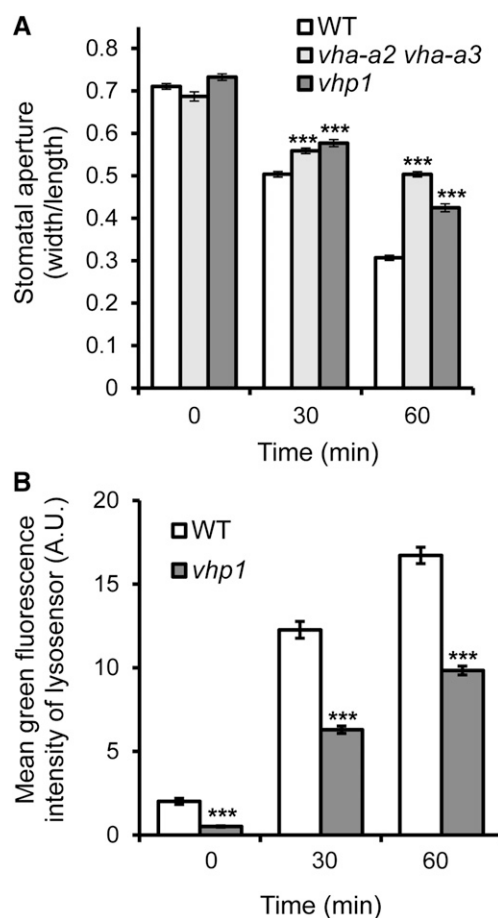 A
WT
vha-a2 vha-a3
vhp1
Stomatal aperture
(width/length)
0.8
0.7
0.6
0.5
0.4
0.3
0.2
0.1
0
*** ***
***
***
0 30 60
Time (min)
B
WT
vhp1
Mean green fluorescence
intensity of lysosensor (A.U.)
20
15
10
5
0
***
***
***
0 30 60
Time (min)